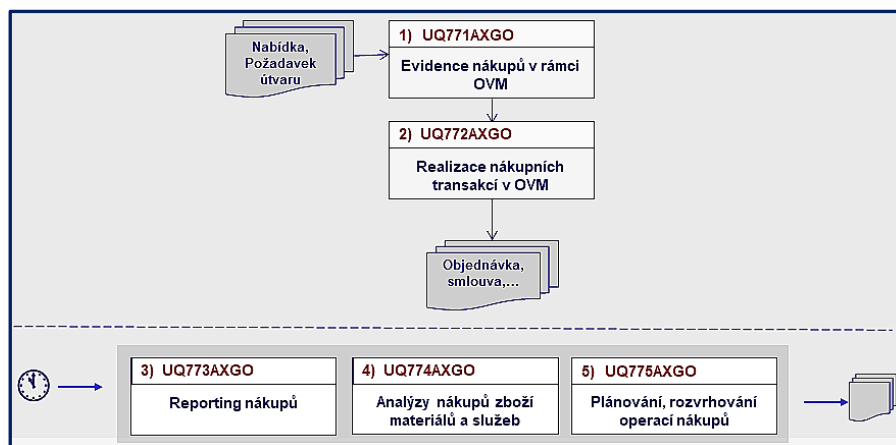 Nabídka,
Požadavek
útvaru
1) UQ771AXGO
Evidence nákupů v rámci
OVM
2) UQ772AXGO
Realizace nákupních
transakcí v OVM
Objednávka,
smlouva,...
3) UQ773AXGO
Reporting nákupů
4) UQ774AXGO
Analýzy nákupů zboží
materiálů a služeb
5) UQ775AXGO
Plánování, rozvrhování
operací nákupů